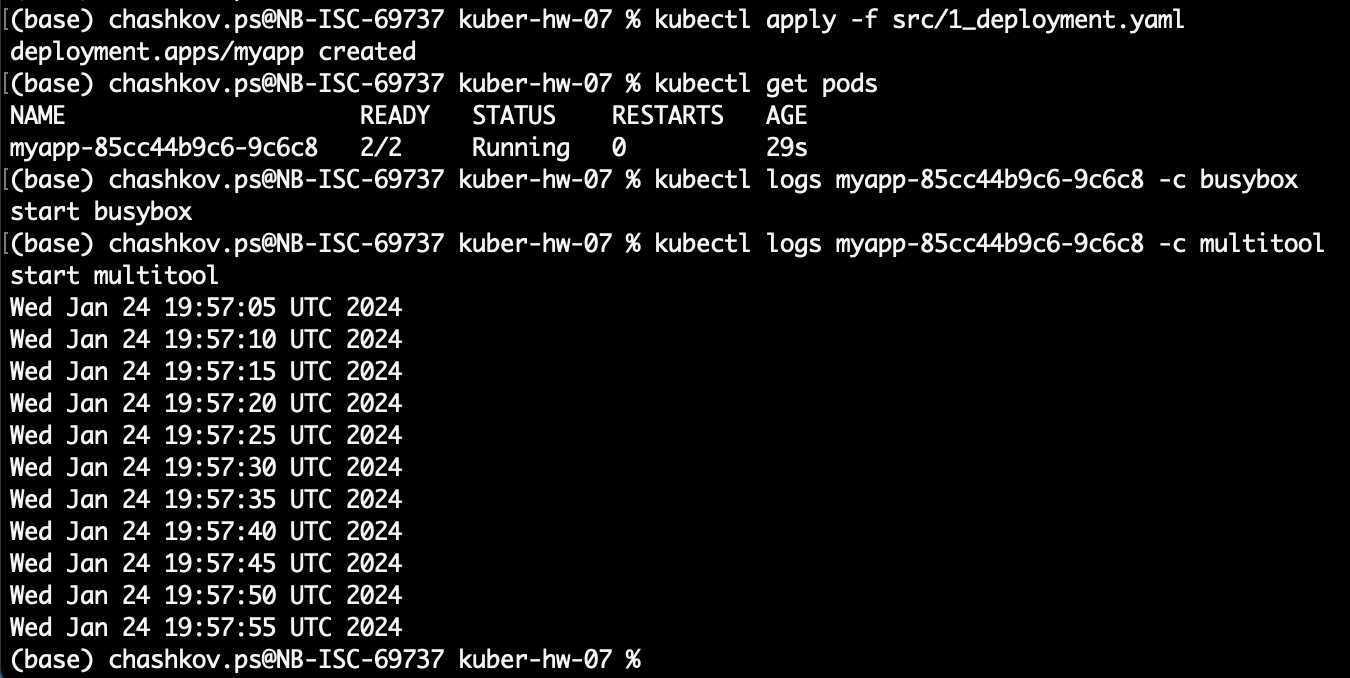 [(base) chashkov.ps@NB-ISC-69737 kuber-hw-07 % kubectl apply -f src/1_deployment.yaml
deployment.apps/myapp created
[(base) chashkov.ps@NB-ISC-69737 kuber-hw-07 % kubectl get pods
NAME                     READY   STATUS    RESTARTS   AGE
myapp-85cc44b9c6-9c6c8   2/2     Running   0          29s
[(base) chashkov.ps@NB-ISC-69737 kuber-hw-07 % kubectl logs myapp-85cc44b9c6-9c6c8 -c busybox
start busybox
[(base) chashkov.ps@NB-ISC-69737 kuber-hw-07 % kubectl logs myapp-85cc44b9c6-9c6c8 -c multitool
start multitool
Wed Jan 24 19:57:05 UTC 2024
Wed Jan 24 19:57:10 UTC 2024
Wed Jan 24 19:57:15 UTC 2024
Wed Jan 24 19:57:20 UTC 2024
Wed Jan 24 19:57:25 UTC 2024
Wed Jan 24 19:57:30 UTC 2024
Wed Jan 24 19:57:35 UTC 2024
Wed Jan 24 19:57:40 UTC 2024
Wed Jan 24 19:57:45 UTC 2024
Wed Jan 24 19:57:50 UTC 2024
Wed Jan 24 19:57:55 UTC 2024
(base) chashkov.ps@NB-ISC-69737 kuber-hw-07 %